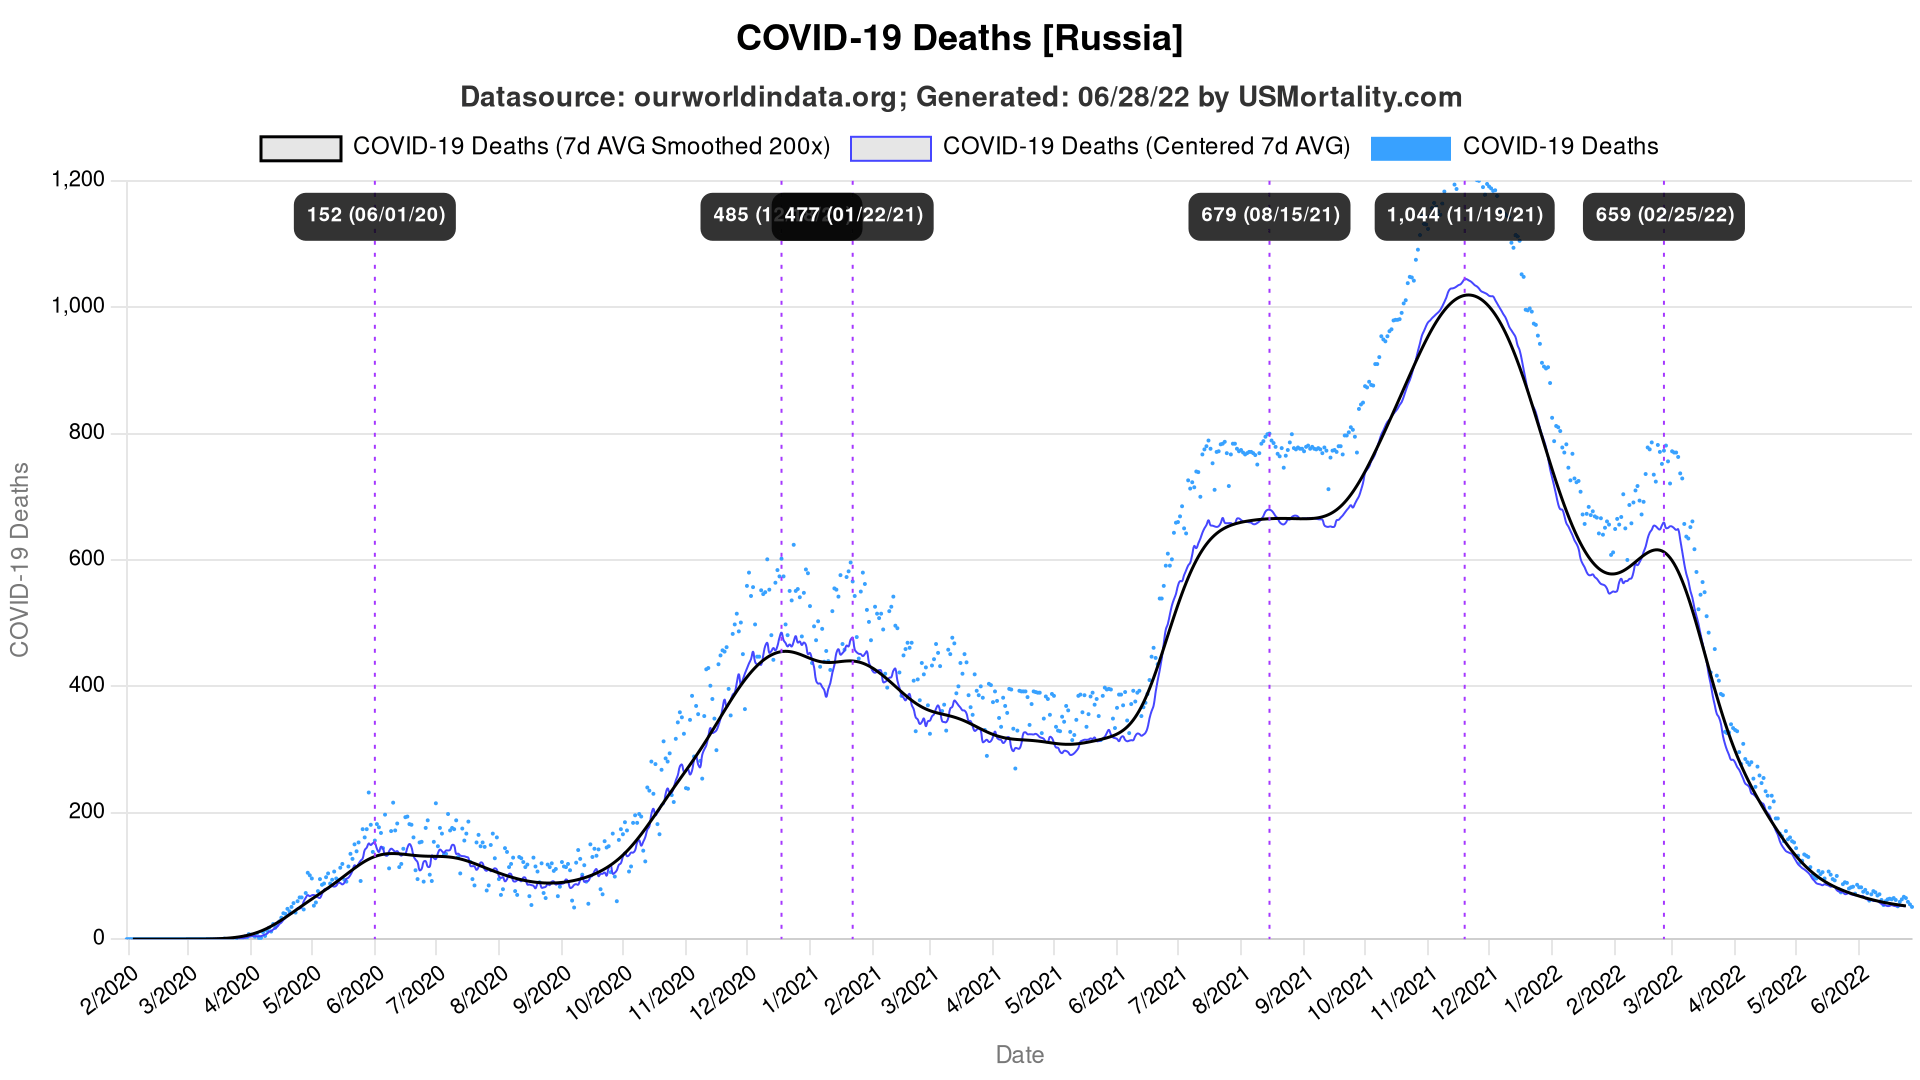 COVID-19 Deaths [Russia]
Datasource: ourworldindata.org; Generated: 06/28/22 by USMortality.com
COVID-19 Deaths (7d AVG Smoothed 200x) COVID-19 Deaths (Centered 7d AVG) COVID-19 Deaths
152 (06/01/20) 485 (1 477 (01/22/21) 679 (08/15/21) 1,044 (11/19/21) 659 (02/25/22)
1,200
1,000
800
600
400
200
0
COVID-19 Deaths
2/2020 3/2020 4/2020 5/2020 6/2020 7/2020 8/2020 9/2020 10/2020 11/2020 12/2020 1/2021 2/2021 3/2021 4/2021 5/2021 6/2021 7/2021 8/2021 9/2021 10/2021 11/2021 12/2021 1/2022 2/2022 3/2022 4/2022 5/2022 6/2022
Date